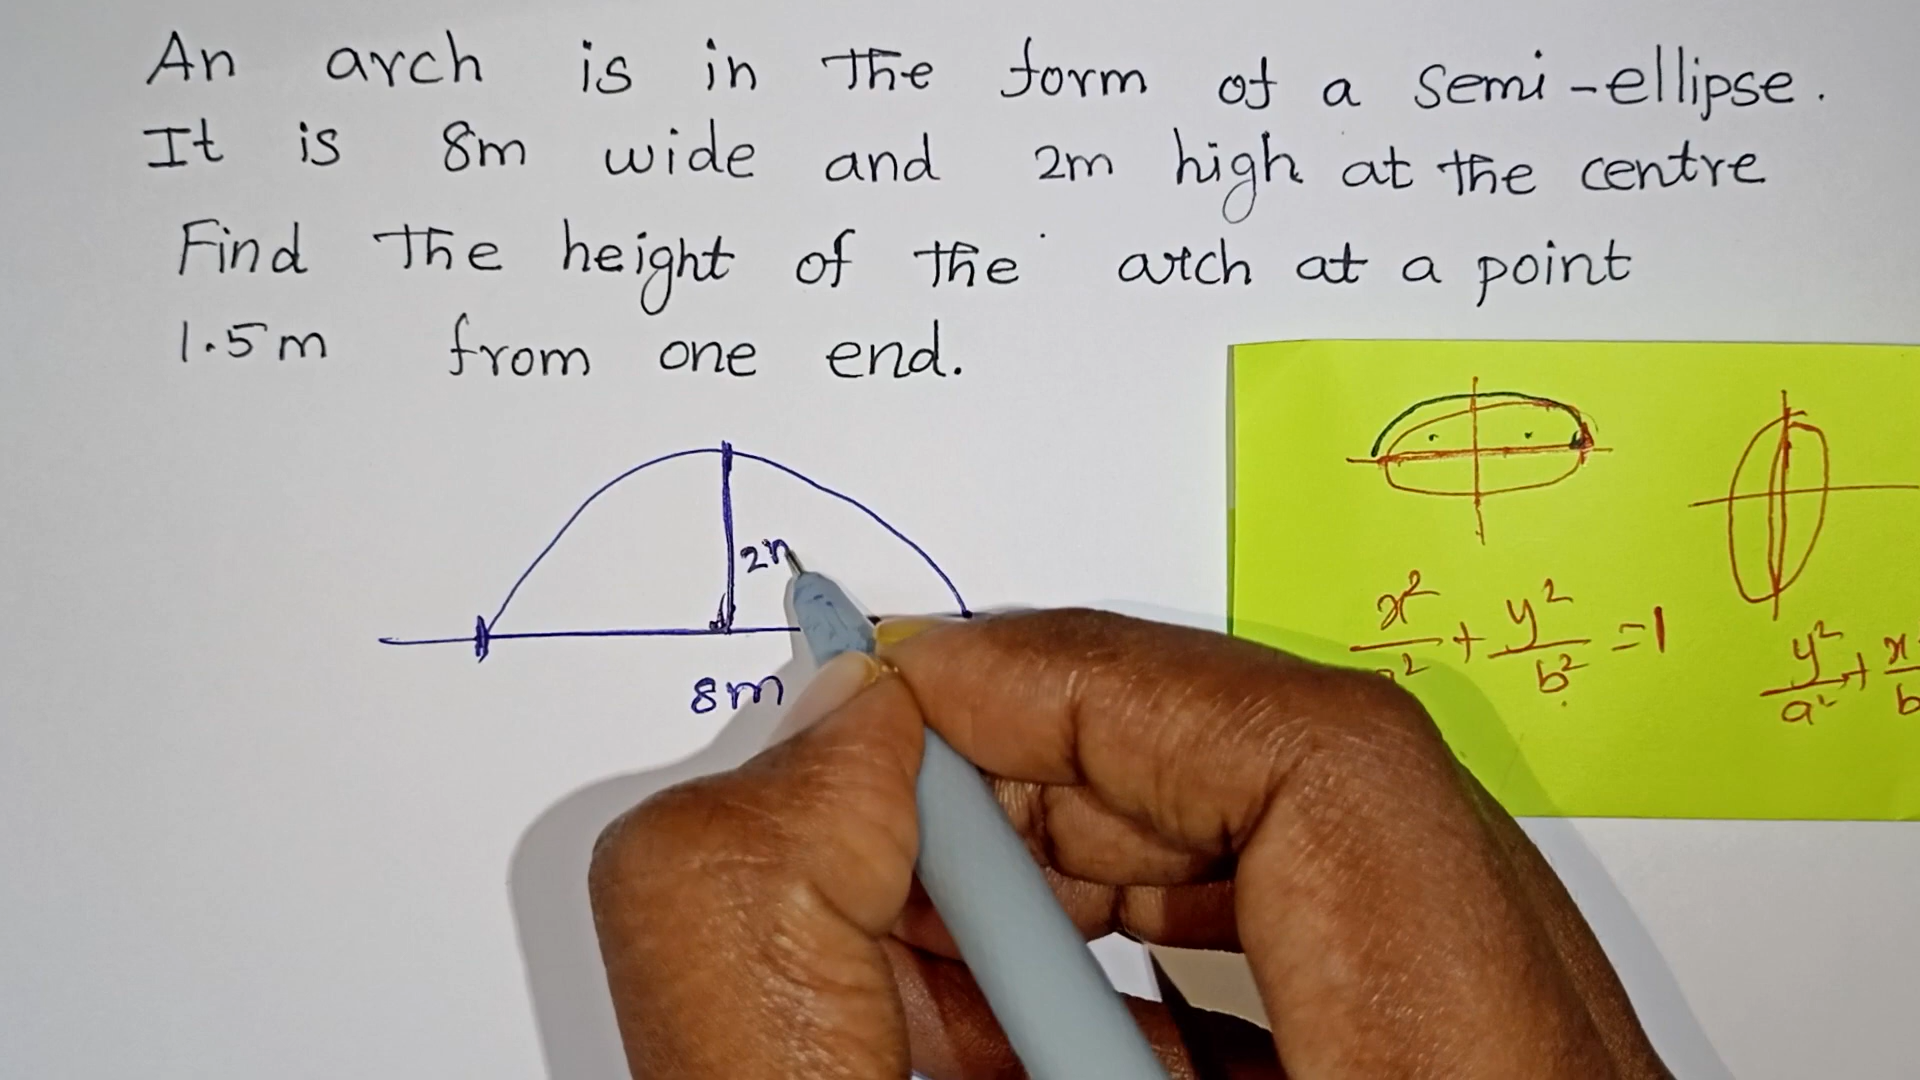 An arch is in the form of a semi-ellipse.
It is 8m wide and 2m high at the centre
Find the height of the arch at a point
1.5m from one end.
2m
8m
x²/a² + y²/b² = 1
y²/a² + x
b